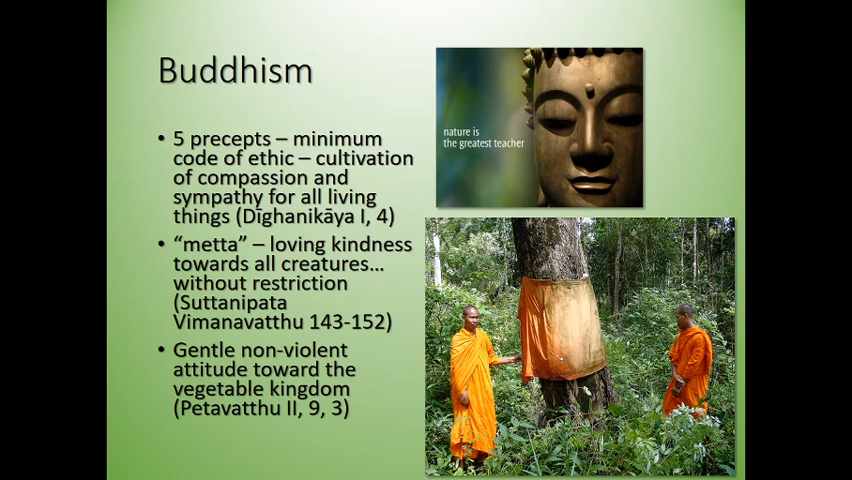 Buddhism
• 5 precepts – minimum
code of ethic – cultivation
of compassion and
sympathy for all living
things (Dīghanikāya I, 4)
• “metta” – loving kindness
towards all creatures…
without restriction
(Suttanipata
Vimanavatthu 143-152)
• Gentle non-violent
attitude toward the
vegetable kingdom
(Petavatthu II, 9, 3)
nature is
the greatest teacher